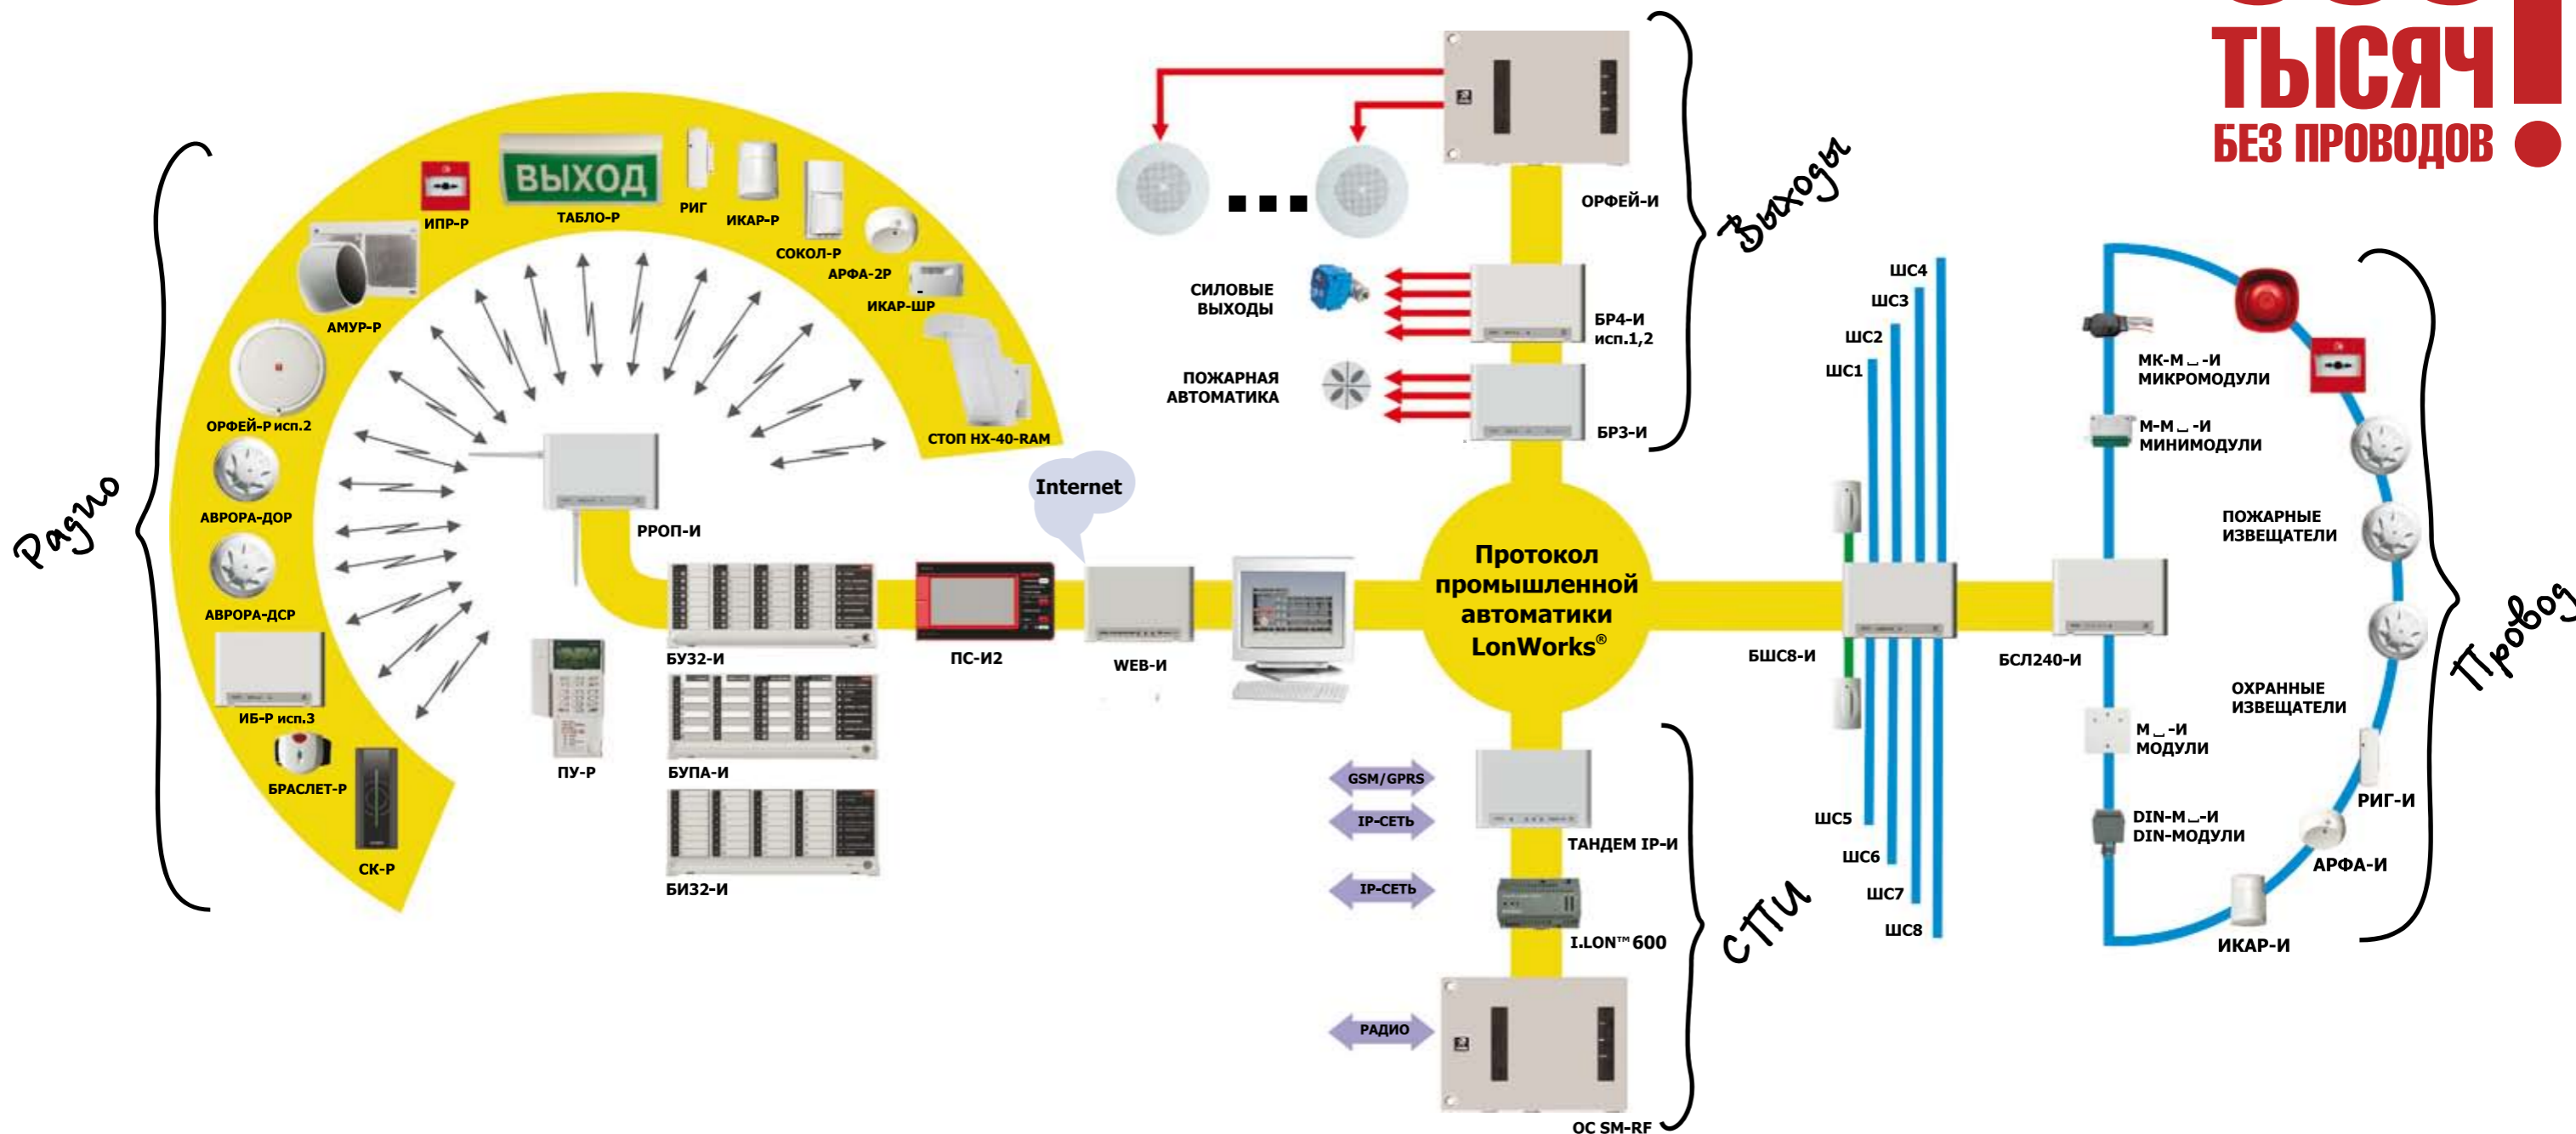 ТЫСЯЧ
БЕЗ ПРОВОДОВ
Радио
ИПР-Р
ВЫХОД
ТАБЛО-Р
РИГ
ИКАР-Р
СОКОЛ-Р
АРФА-2Р
ИКАР-ШР
СТОП НХ-40-RAM
АМУР-Р
ОРФЕЙ-Р исп.2
АВРОРА-ДОР
АВРОРА-ДСР
ИБ-Р исп.3
БРАСЛЕТ-Р
СК-Р
РРОП-И
ПУ-Р
БУ32-И
БУПА-И
БИ32-И
ПС-И2
Internet
WEB-И
Протокол
промышленной
автоматики
LonWorks®
Выходы
ОРФЕЙ-И
СИЛОВЫЕ
ВЫХОДЫ
БР4-И
исп.1,2
ПОЖАРНАЯ
АВТОМАТИКА
БР3-И
СПИ
GSM/GPRS
IP-СЕТЬ
ТАНДЕМ IP-И
IP-СЕТЬ
I.LON™ 600
РАДИО
ОС SM-RF
ШС1
ШС2
ШС3
ШС4
БШС8-И
ШС5
ШС6
ШС7
ШС8
БСЛ240-И
Провод
МК-М ⎵ -И
МИКРОМОДУЛИ
М-М ⎵ -И
МИНИМОДУЛИ
ПОЖАРНЫЕ
ИЗВЕЩАТЕЛИ
ОХРАННЫЕ
ИЗВЕЩАТЕЛИ
М ⎵ -И
МОДУЛИ
DIN-М ⎵ -И
DIN-МОДУЛИ
РИГ-И
АРФА-И
ИКАР-И